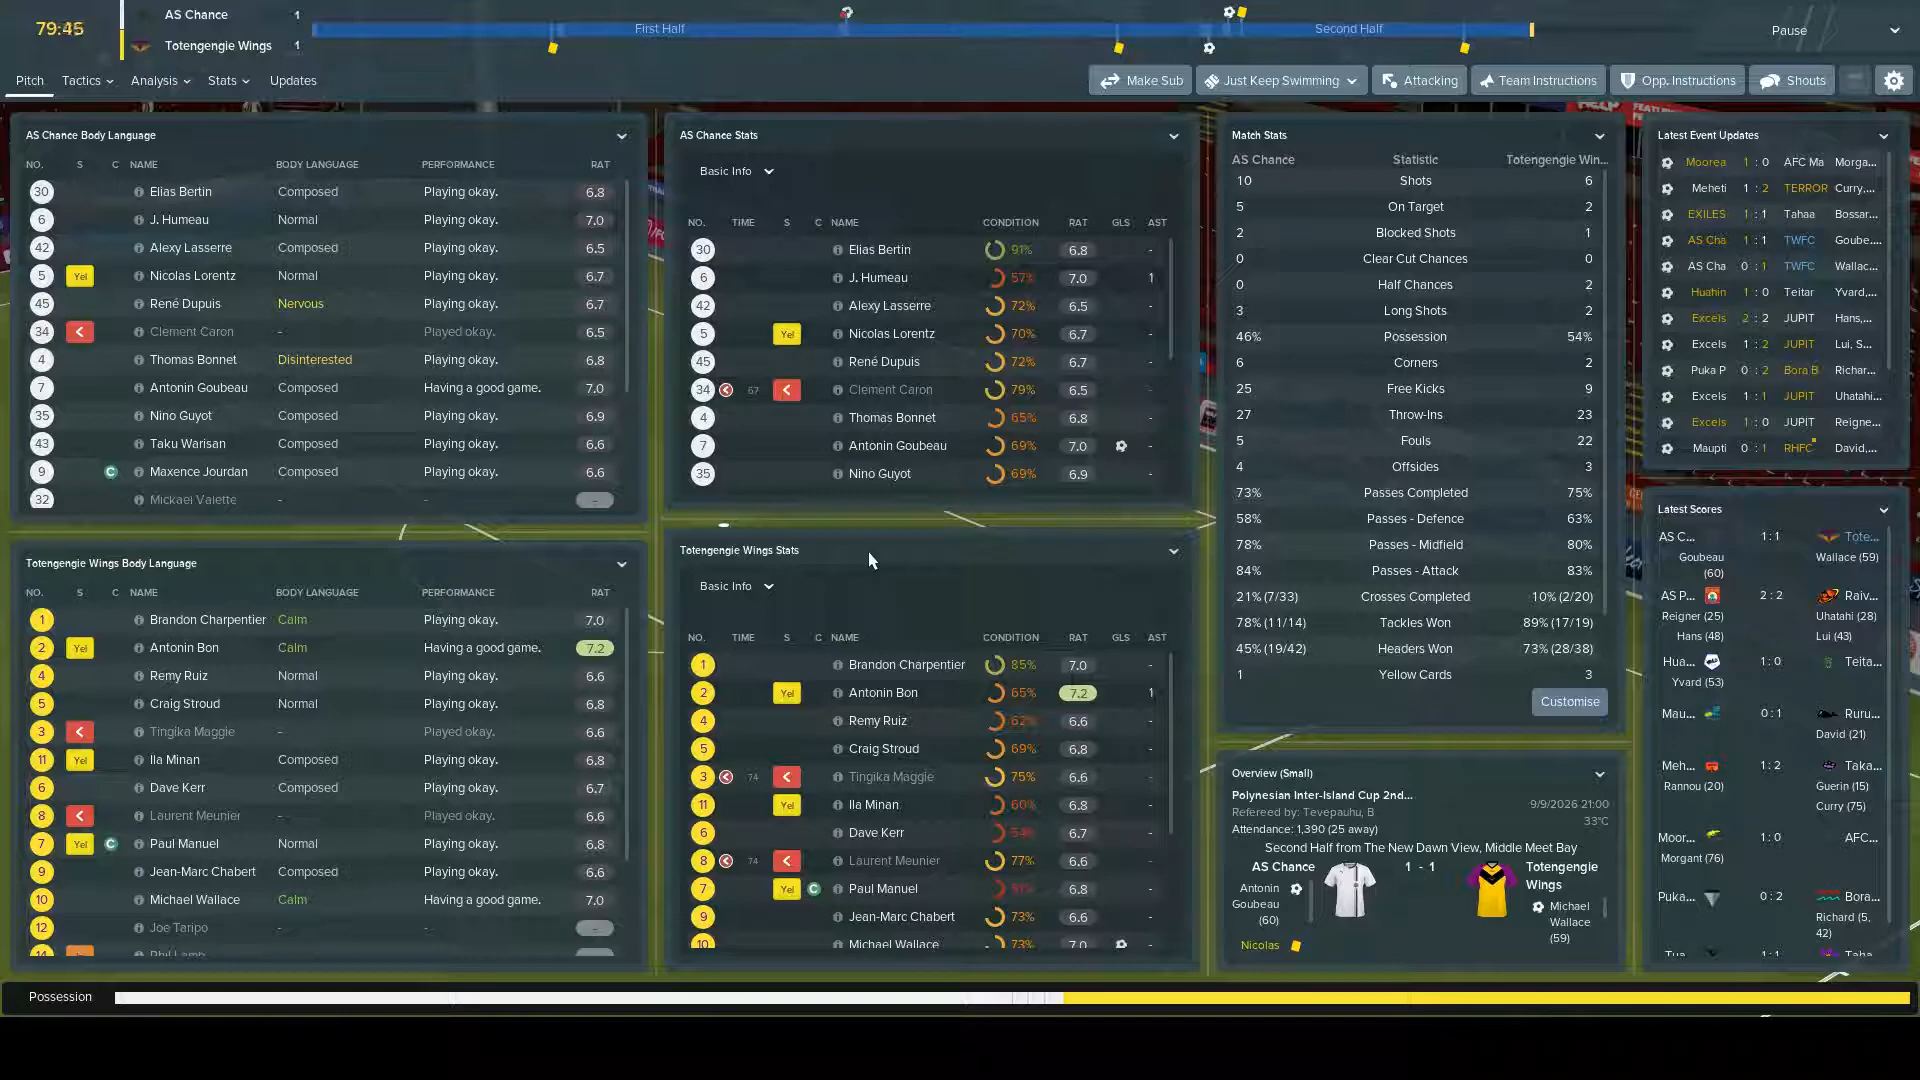 79:45
AS Chance 1
Totengengie Wings 1
First Half
Second Half
Pause
Pitch Tactics Analysis Stats Updates
Make Sub Just Keep Swimming Attacking Team Instructions Opp. Instructions Shouts
AS Chance Body Language
NO. S C NAME BODY LANGUAGE PERFORMANCE RAT
30 Elias Bertin Composed Playing okay. 6.8
6 J. Humeau Normal Playing okay. 7.0
42 Alexy Lasserre Composed Playing okay. 6.5
5 Yel Nicolas Lorentz Normal Playing okay. 6.7
45 René Dupuis Nervous Playing okay. 6.7
34 Clement Caron - Played okay. 6.5
4 Thomas Bonnet Disinterested Playing okay. 6.8
7 Antonin Goubeau Composed Having a good game. 7.0
35 Nino Guyot Composed Playing okay. 6.9
43 Taku Warisan Composed Playing okay. 6.6
9 C Maxence Jourdan Composed Playing okay. 6.6
32 - - -
AS Chance Stats
Basic Info
NO. TIME S C NAME CONDITION RAT GLS AST
30 Elias Bertin 91% 6.8 -
6 J. Humeau 57% 7.0 1
42 Alexy Lasserre 72% 6.5 -
5 Yel Nicolas Lorentz 70% 6.7 -
45 René Dupuis 72% 6.7 -
34 67 Clement Caron 79% 6.5 -
4 Thomas Bonnet 65% 6.8 -
7 Antonin Goubeau 69% 7.0 -
35 Nino Guyot 69% 6.9 -
Totengengie Wings Body Language
NO. S C NAME BODY LANGUAGE PERFORMANCE RAT
1 Brandon Charpentier Calm Playing okay. 7.0
2 Yel Antonin Bon Calm Having a good game. 7.2
4 Remy Ruiz Normal Playing okay. 6.6
5 Craig Stroud Normal Playing okay. 6.8
3 Tingika Maggie - Played okay. 6.6
11 Yel Ila Minan Composed Playing okay. 6.8
6 Dave Kerr Composed Playing okay. 6.7
8 Laurent Meunier - Played okay. 6.6
7 Yel C Paul Manuel Normal Playing okay. 6.8
9 Jean-Marc Chabert Composed Playing okay. 6.6
10 Michael Wallace Calm Having a good game. 7.0
12 Joe Taripo - - -
14 Phil Lamb
Totengengie Wings Stats
Basic Info
NO. TIME S C NAME CONDITION RAT GLS AST
1 Brandon Charpentier 85% 7.0 -
2 Yel Antonin Bon 65% 7.2 1
4 Remy Ruiz 62% 6.6 -
5 Craig Stroud 69% 6.8 -
3 74 Tingika Maggie 75% 6.6 -
11 Yel Ila Minan 60% 6.8 -
6 Dave Kerr 54% 6.7 -
8 74 Laurent Meunier 77% 6.6 -
7 Yel C Paul Manuel 51% 6.8 -
9 Jean-Marc Chabert 73% 6.6 -
10 Michael Wallace 73% 7.0 -
Match Stats
AS Chance Statistic Totengengie Win...
10 Shots 6
5 On Target 2
2 Blocked Shots 1
0 Clear Cut Chances 0
0 Half Chances 2
3 Long Shots 2
46% Possession 54%
6 Corners 2
25 Free Kicks 9
27 Throw-Ins 23
5 Fouls 22
4 Offsides 3
73% Passes Completed 75%
58% Passes - Defence 63%
78% Passes - Midfield 80%
84% Passes - Attack 83%
21% (7/33) Crosses Completed 10% (2/20)
78% (11/14) Tackles Won 89% (17/19)
45% (19/42) Headers Won 73% (28/38)
1 Yellow Cards 3
Customise
Overview (Small)
Polynesian Inter-Island Cup 2nd...
Refereed by: Tevepauhu, B
Attendance: 1,390 (25 away)
9/9/2026 21:00
33°C
Second Half from The New Dawn View, Middle Meet Bay
AS Chance 1 - 1 Totengengie Wings
Antonin Goubeau (60)
Michael Wallace (59)
Nicolas
Latest Event Updates
Moorea 1 : 0 AFC Ma Morga...
Meheti 1 : 2 TERROR Curry,...
EXILES 1 : 1 Tahaa Bossar...
AS Cha 1 : 1 TWFC Goube....
AS Cha 0 : 1 TWFC Wallac...
Huahin 1 : 0 Teitar Yvard,...
Excels 2 : 2 JUPIT Hans,...
Excels 1 : 2 JUPIT Lui, S...
Puka P 0 : 2 Bora B Richar...
Excels 1 : 1 JUPIT Uhatahi...
Excels 1 : 0 JUPIT Reigne...
Maupti 0 : 1 RHFC David,...
Latest Scores
AS C... 1 : 1 Tote...
Goubeau (60) Wallace (59)
AS P... 2 : 2 Raiv...
Reigner (25) Uhatahi (28)
Hans (48) Lui (43)
Hua... 1 : 0 Teita...
Yvard (53)
Mau... 0 : 1 Ruru...
David (21)
Meh... 1 : 2 Taka...
Rannou (20) Guerin (15)
Curry (75)
Moor... 1 : 0 AFC...
Morgant (76)
Puka... 0 : 2 Bora...
Richard (5, 42)
Tua... 1 : 1 Taha...
Possession